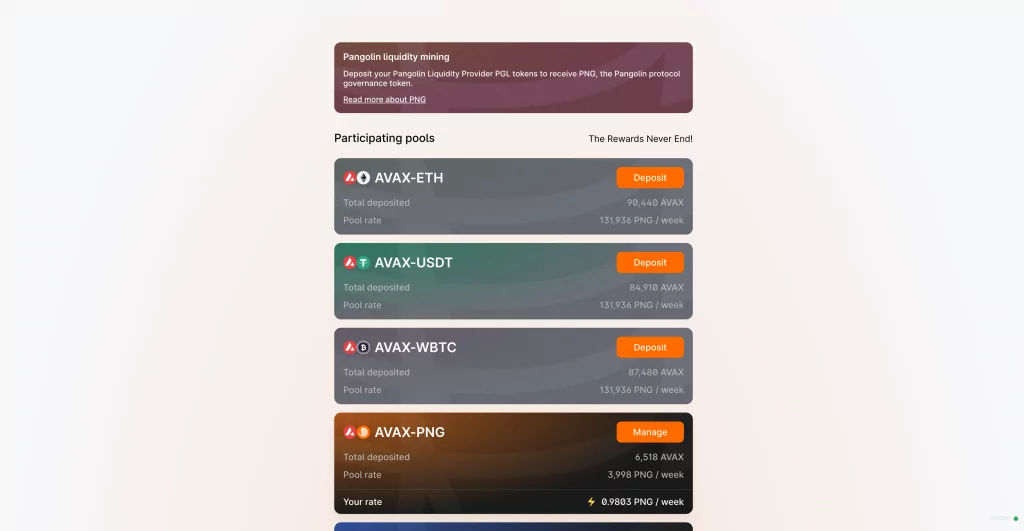 Pangolin liquidity mining
Deposit your Pangolin Liquidity Provider PGL tokens to receive PNG, the Pangolin protocol
governance token.
Read more about PNG
Participating pools
The Rewards Never End!
AVAX-ETH
Deposit
Total deposited
90,440 AVAX
Pool rate
131,936 PNG / week
AVAX-USDT
Deposit
Total deposited
84,910 AVAX
Pool rate
131,936 PNG / week
AVAX-WBTC
Deposit
Total deposited
87,480 AVAX
Pool rate
131,936 PNG / week
AVAX-PNG
Manage
Total deposited
6,518 AVAX
Pool rate
3,998 PNG / week
Your rate
⚡ 0.9803 PNG / week